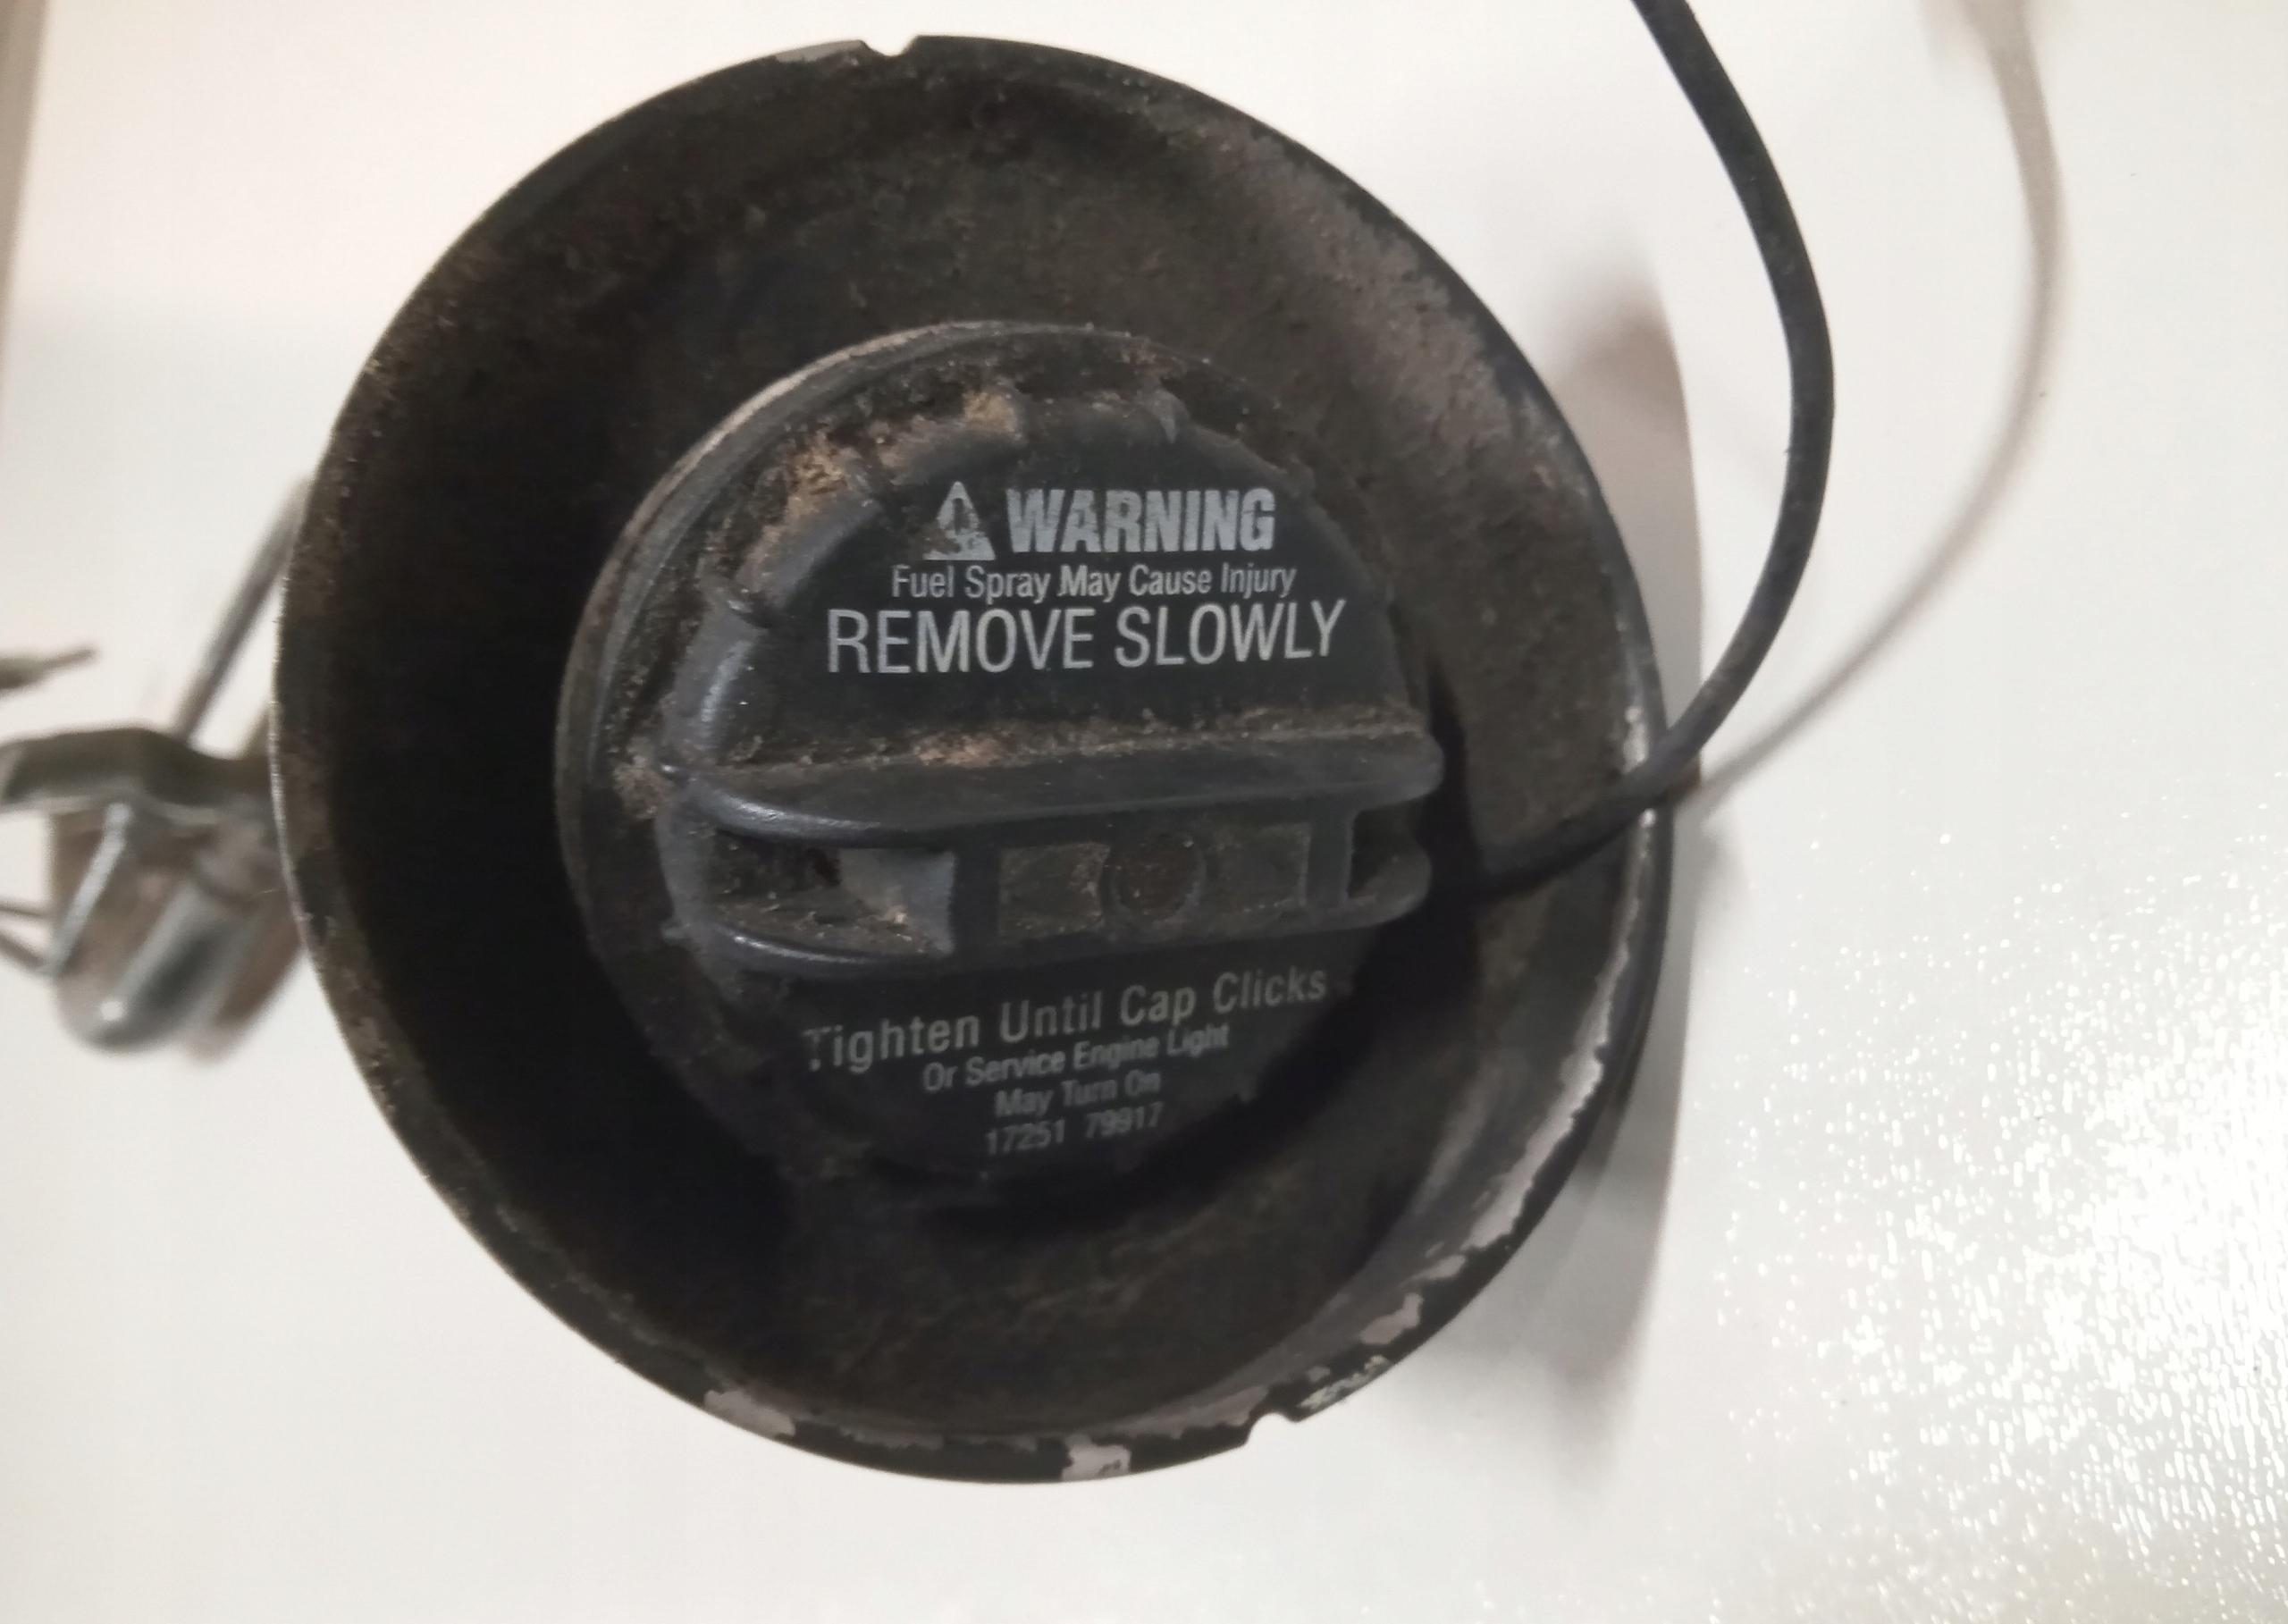 WARNING
Fuel Spray May Cause Injury
REMOVE SLOWLY
Tighten Until Cap Clicks
Or Service Engine Light
May Turn On
17251 79917